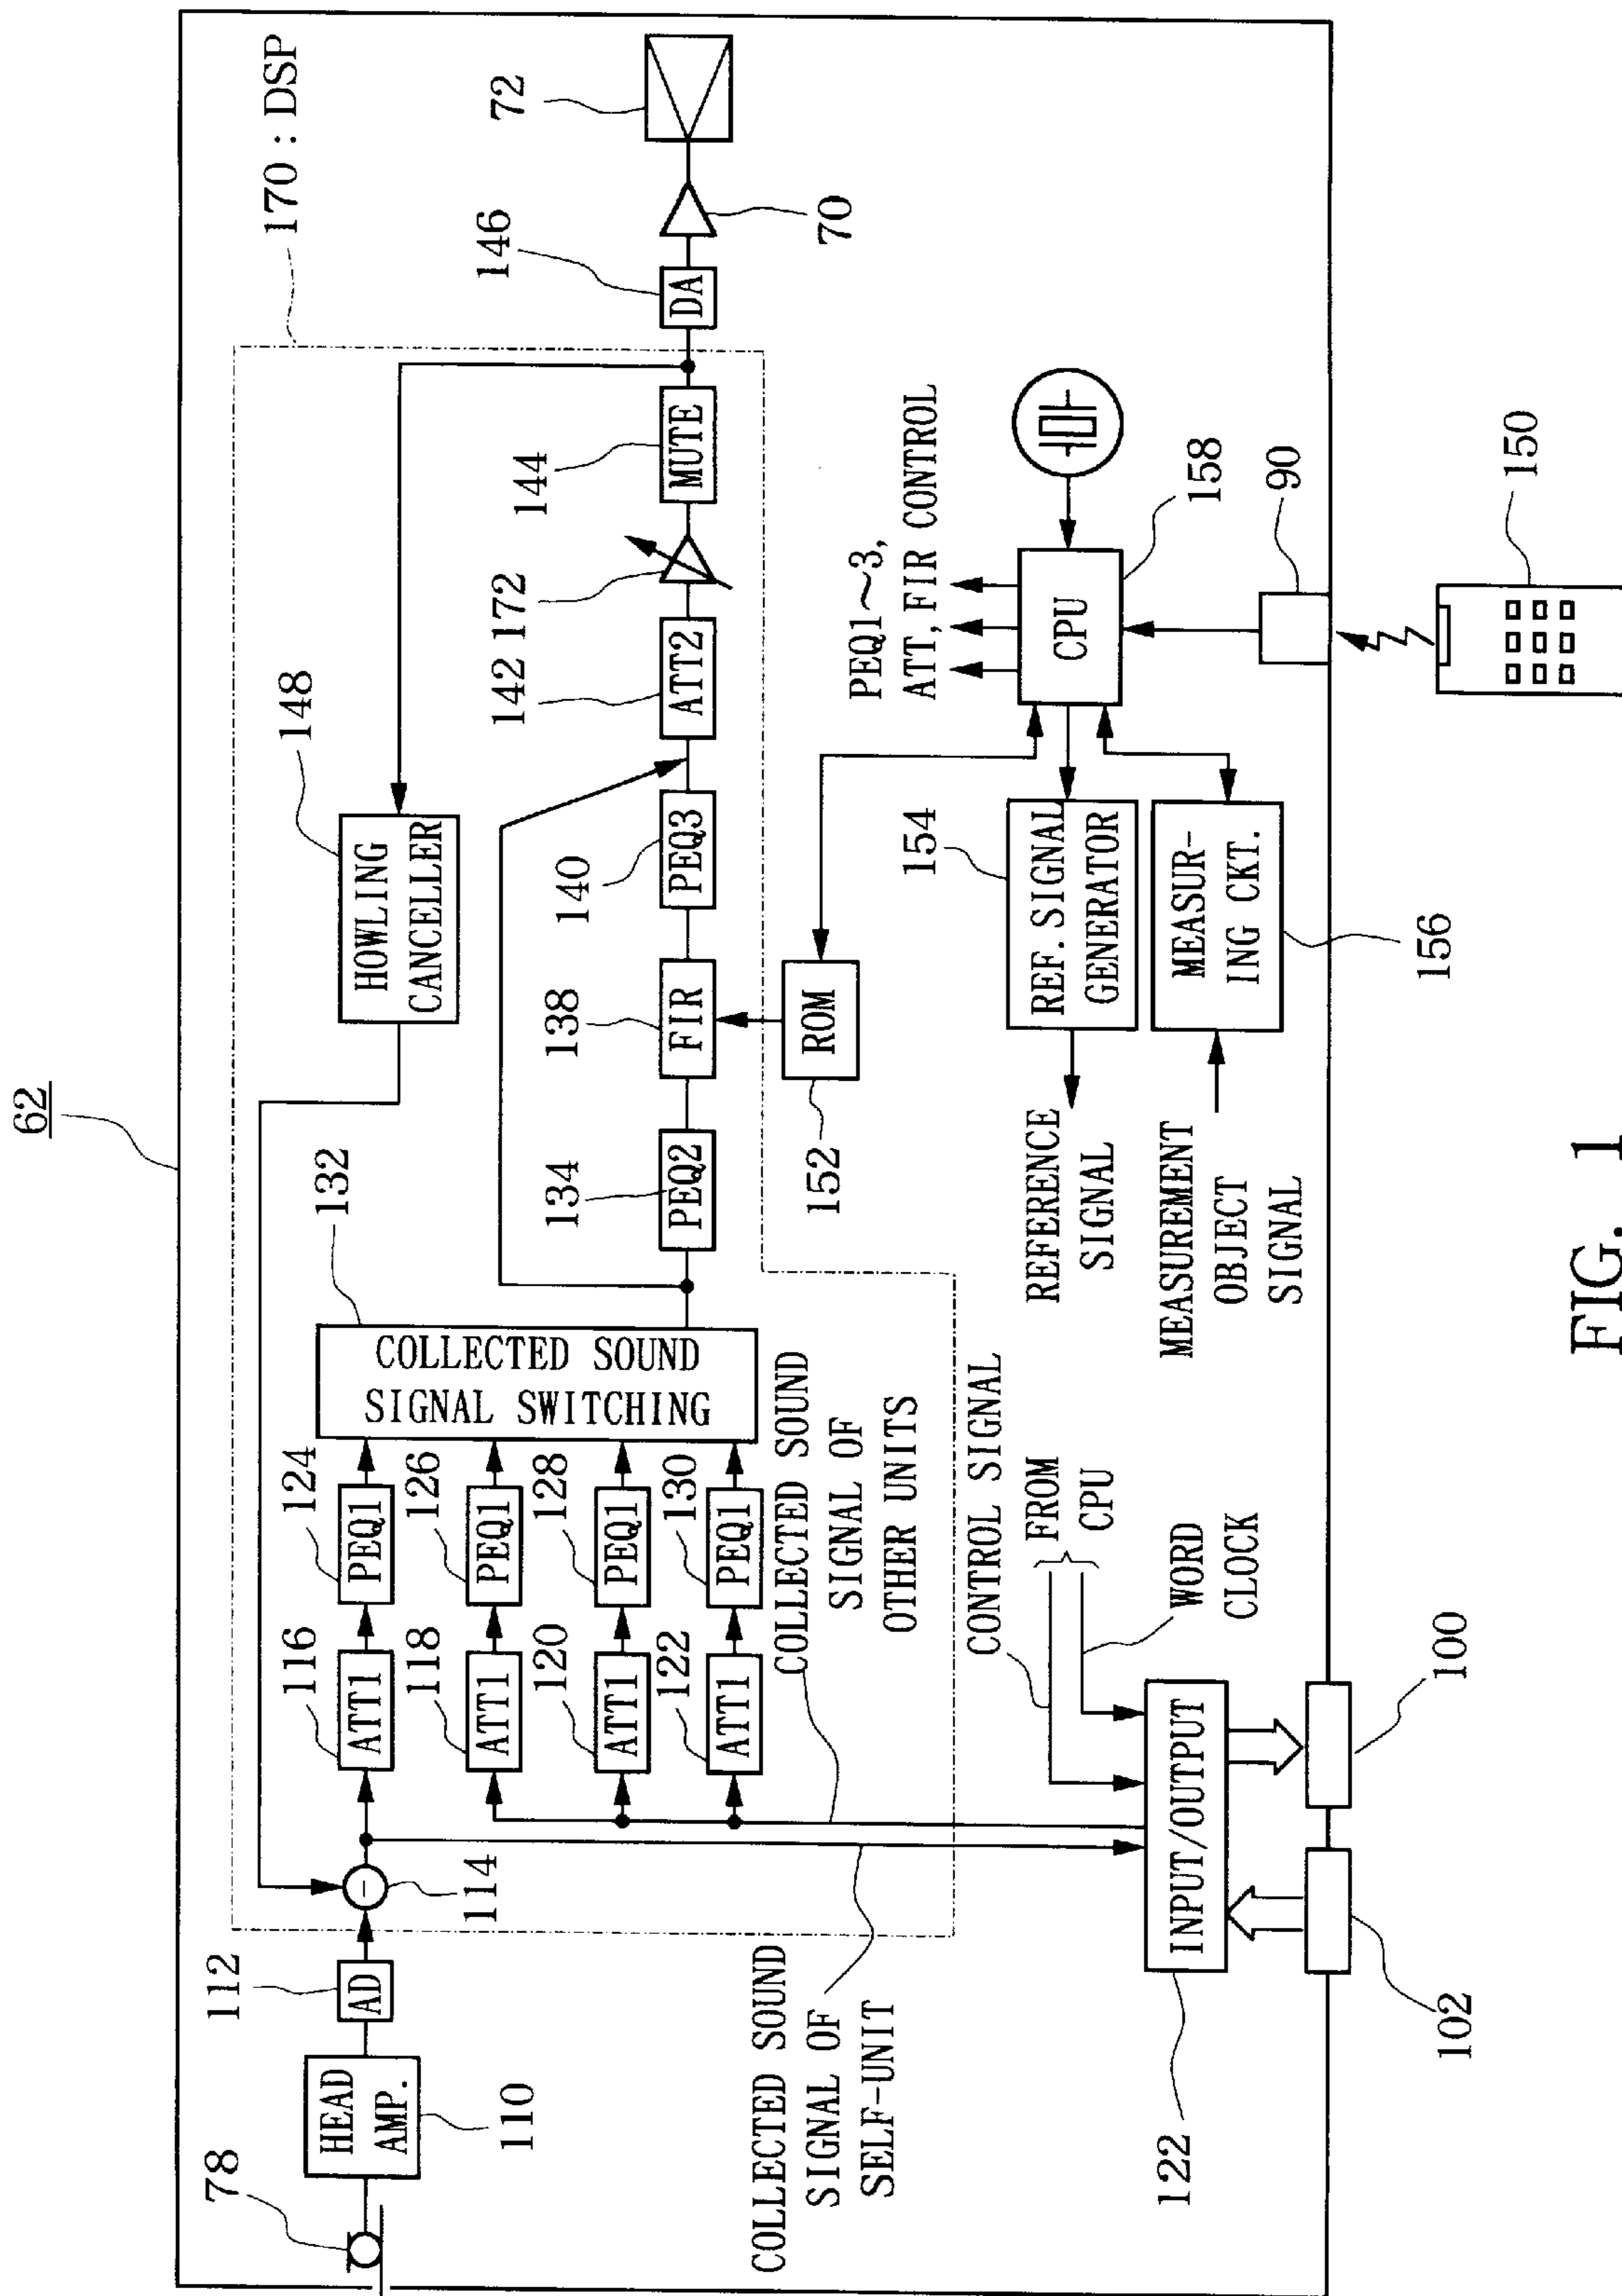 62
170 : DSP
148
HOWLING
CANCELLER
132
COLLECTED SOUND
SIGNAL SWITCHING
78
HEAD
AMP.
110
112
AD
-
114
116
ATT1
124
PEQ1
118
ATT1
126
PEQ1
120
ATT1
128
PEQ1
122
ATT1
130
PEQ1
134
PEQ2
138
FIR
140
PEQ3
142
ATT2
172
144
MUTE
146
DA
70
72
152
ROM
COLLECTED SOUND
SIGNAL OF
SELF-UNIT
COLLECTED SOUND
SIGNAL OF
OTHER UNITS
CONTROL SIGNAL
FROM
CPU
WORD
CLOCK
122
INPUT/OUTPUT
102
100
PEQ1~3,
ATT, FIR CONTROL
CPU
158
154
REF. SIGNAL
GENERATOR
REFERENCE
SIGNAL
MEASUR-
ING CKT.
156
MEASUREMENT
OBJECT
SIGNAL
90
150
FIG. 1